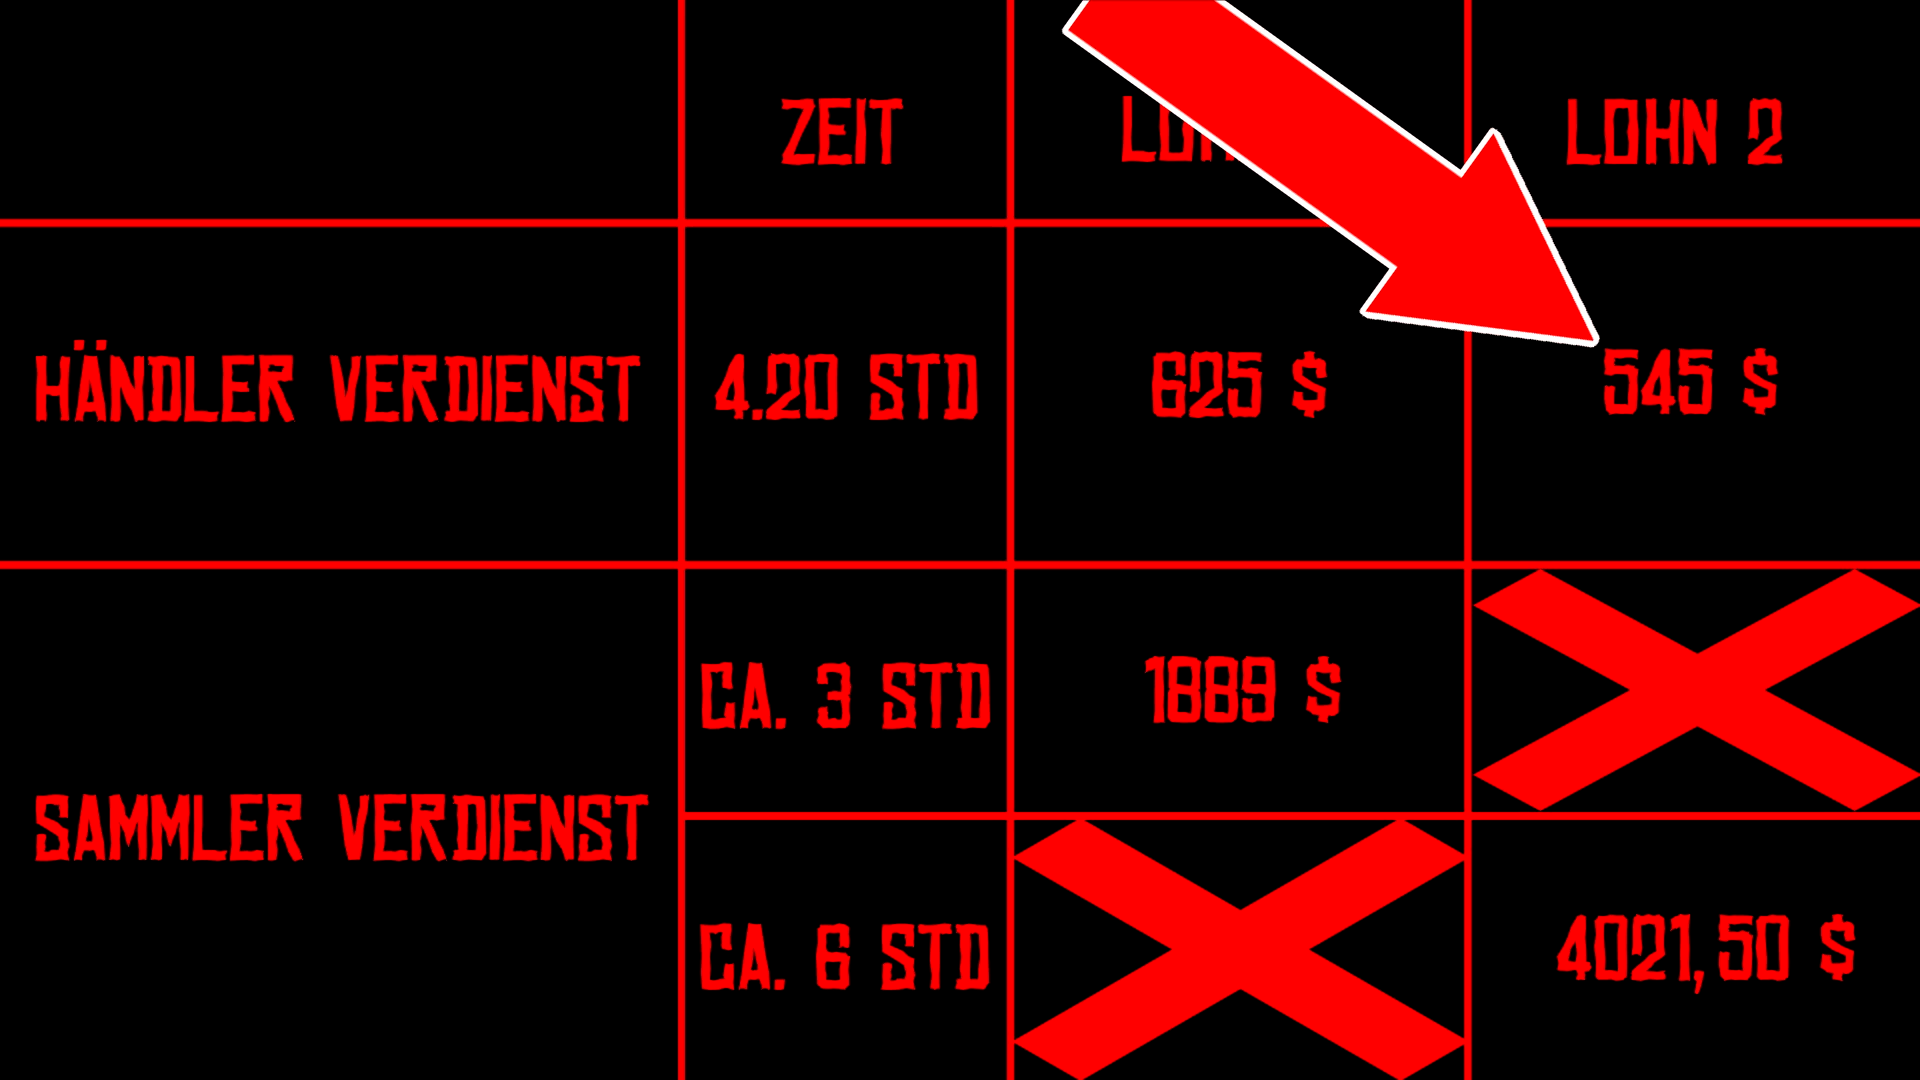 ZEIT
LOHN 2
HÄNDLER VERDIENST
4.20 STD
625 $
545 $
SAMMLER VERDIENST
CA. 3 STD
1889 $
CA. 6 STD
4021,50 $